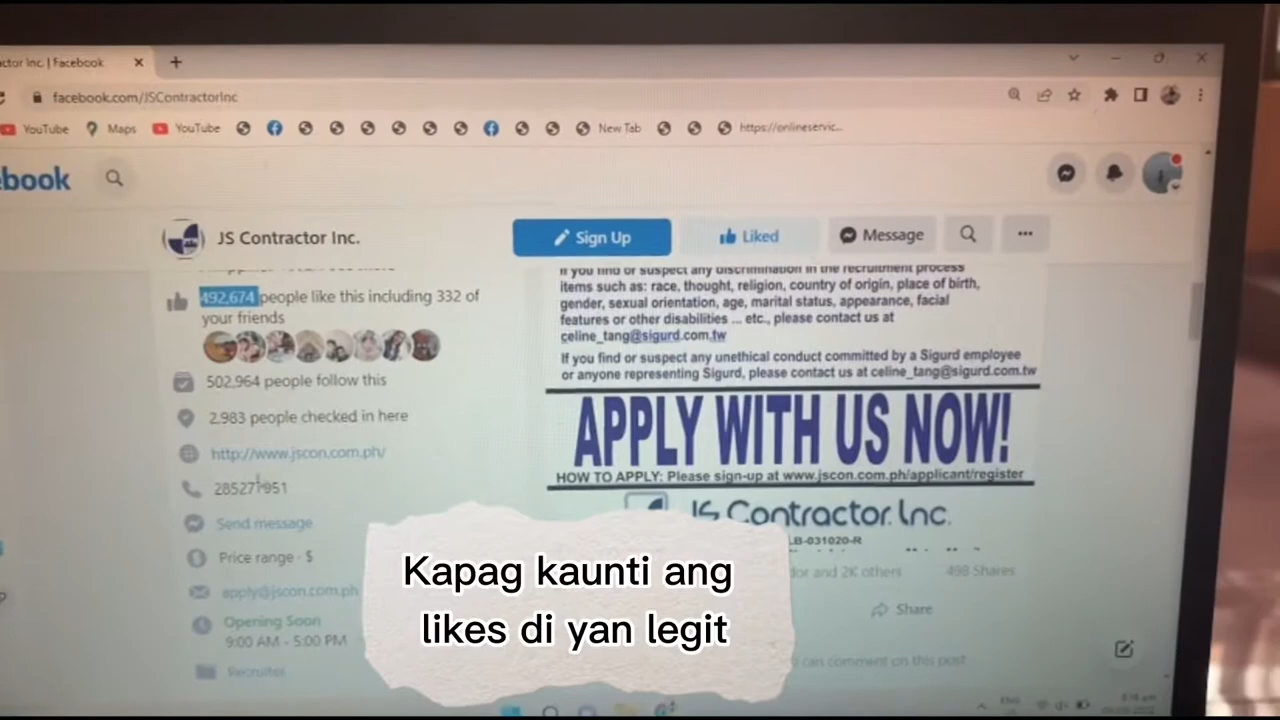 ctor Inc. | Facebook
facebook.com/JSContractorInc
YouTube Maps YouTube New Tab https://onlineservic...
book
JS Contractor Inc.
Sign Up
Liked
Message
492,674 people like this including 332 of
your friends
502,964 people follow this
2,983 people checked in here
http://www.jscon.com.ph/
285271951
Send message
Price range · $
apply@jscon.com.ph
Opening Soon
9:00 AM - 5:00 PM
Recruiter
If you find or suspect any discrimination in the recruitment process
items such as: race, thought, religion, country of origin, place of birth,
gender, sexual orientation, age, marital status, appearance, facial
features or other disabilities ... etc., please contact us at
celine_tang@sigurd.com.tw
If you find or suspect any unethical conduct committed by a Sigurd employee
or anyone representing Sigurd, please contact us at celine_tang@sigurd.com.tw
APPLY WITH US NOW!
HOW TO APPLY: Please sign-up at www.jscon.com.ph/applicant/register
JS Contractor. Inc.
LB-031020-R
and 2K others
498 Shares
Share
can comment on this post
Kapag kaunti ang
likes di yan legit